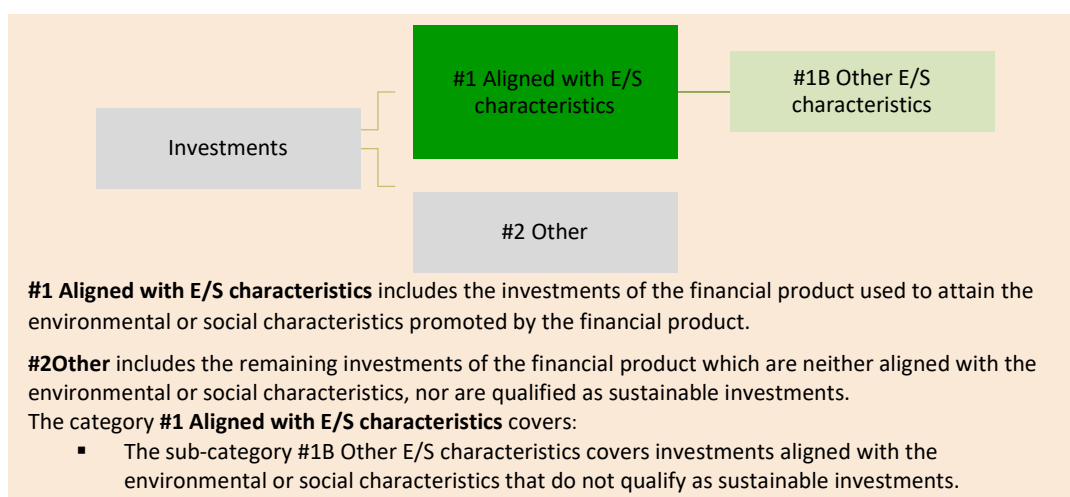 #1 Aligned with E/S
characteristics
#1B Other E/S
characteristics
Investments
#2 Other
#1 Aligned with E/S characteristics includes the investments of the financial product used to attain the
environmental or social characteristics promoted by the financial product.
#2Other includes the remaining investments of the financial product which are neither aligned with the
environmental or social characteristics, nor are qualified as sustainable investments.
The category #1 Aligned with E/S characteristics covers:
▪ The sub-category #1B Other E/S characteristics covers investments aligned with the
environmental or social characteristics that do not qualify as sustainable investments.